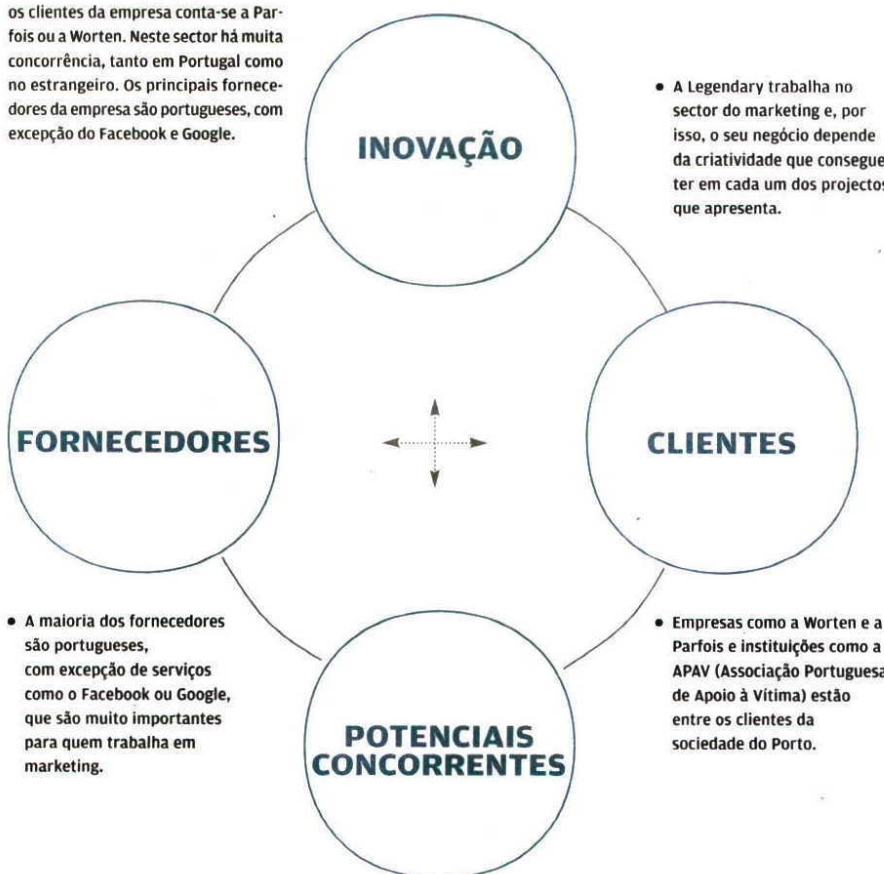 os clientes da empresa conta-se a Par-
fois ou a Worten. Neste sector há muita
concorrência, tanto em Portugal como
no estrangeiro. Os principais fornece-
dores da empresa são portugueses, com
excepção do Facebook e Google.
INOVAÇÃO
• A Legendary trabalha no
sector do marketing e, por
isso, o seu negócio depende
da criatividade que consegue
ter em cada um dos projectos
que apresenta.
FORNECEDORES
CLIENTES
• A maioria dos fornecedores
são portugueses,
com excepção de serviços
como o Facebook ou Google,
que são muito importantes
para quem trabalha em
marketing.
• Empresas como a Worten e a
Parfois e instituições como a
APAV (Associação Portuguesa
de Apoio à Vítima) estão
entre os clientes da
sociedade do Porto.
POTENCIAIS
CONCORRENTES